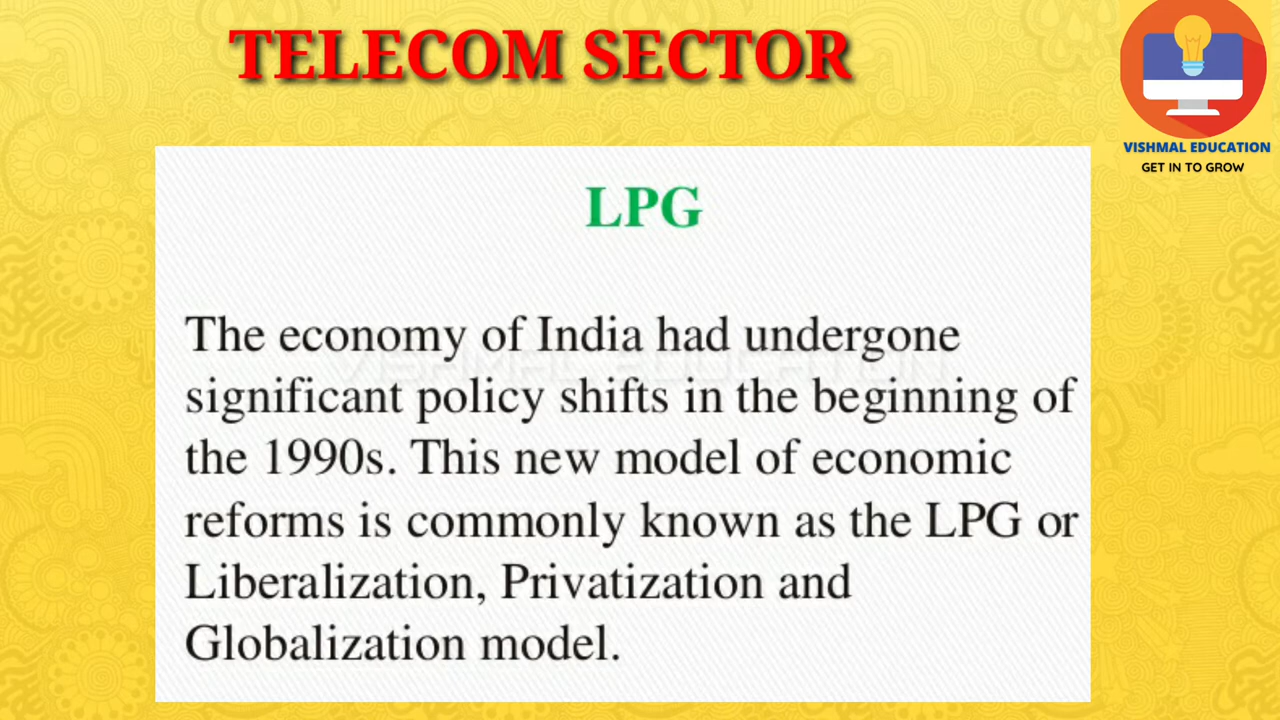 TELECOM SECTOR
VISHMAL EDUCATION
GET IN TO GROW
LPG
The economy of India had undergone
significant policy shifts in the beginning of
the 1990s. This new model of economic
reforms is commonly known as the LPG or
Liberalization, Privatization and
Globalization model.
VISHMAL EDUCATION